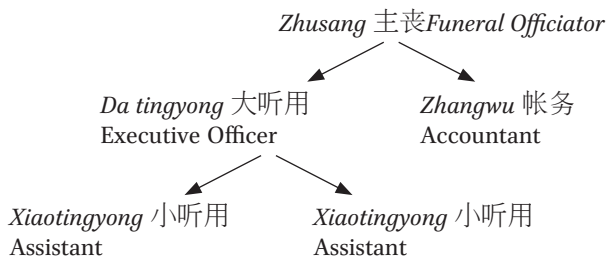 Zhusang 主丧Funeral Officiator
Da tingyong 大听用
Executive Officer
Zhangwu 帐务
Accountant
Xiaotingyong 小听用
Assistant
Xiaotingyong 小听用
Assistant